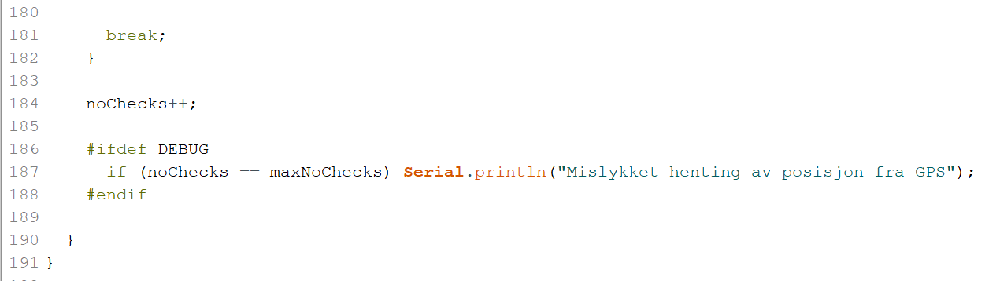 180
181 break;
182 }
183
184 noChecks++;
185
186 #ifdef DEBUG
187 if (noChecks == maxNoChecks) Serial.println("Mislykket henting av posisjon fra GPS");
188 #endif
189
190 }
191 }